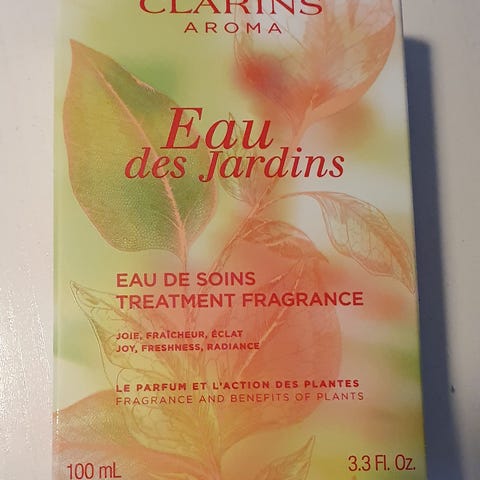 CLARINS
AROMA
Eau
des Jardins
EAU DE SOINS
TREATMENT FRAGRANCE
JOIE, FRAÎCHEUR, ÉCLAT
JOY, FRESHNESS, RADIANCE
LE PARFUM ET L'ACTION DES PLANTES
FRAGRANCE AND BENEFITS OF PLANTS
100 mL 3.3 Fl. Oz.